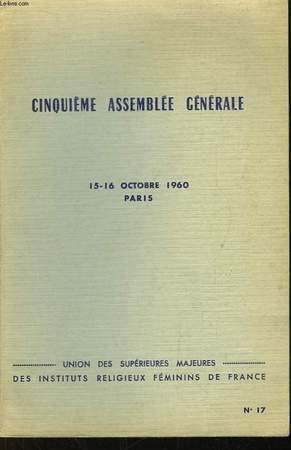 CINQUIÈME ASSEMBLÉE GÉNÉRALE
15-16 OCTOBRE 1960
PARIS
UNION DES SUPÉRIEURES MAJEURES
DES INSTITUTS RELIGIEUX FÉMININS DE FRANCE
N° 17